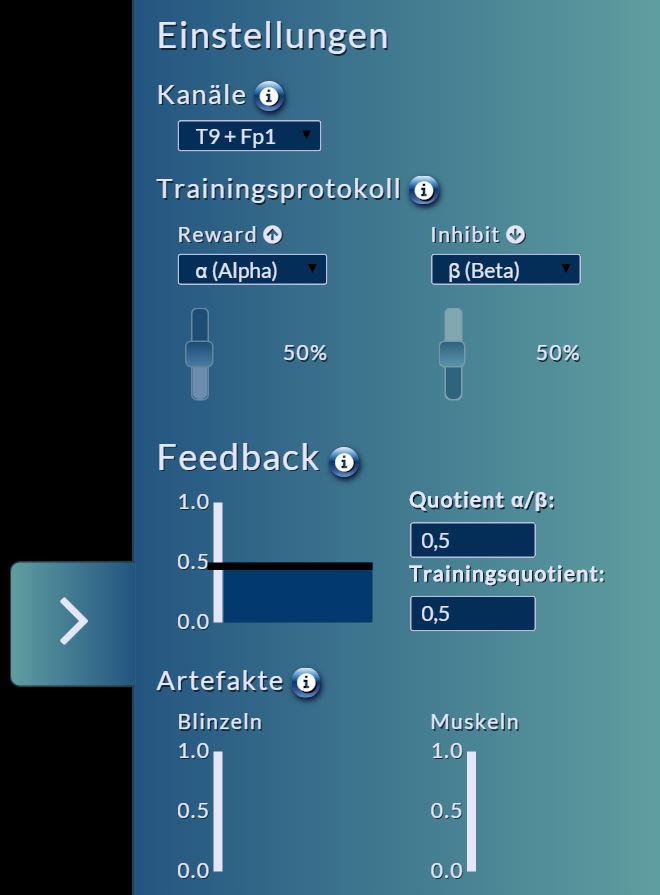 Einstellungen
Kanäle
T9 + Fp1
Trainingsprotokoll
Reward Inhibit
α (Alpha) β (Beta)
50% 50%
Feedback
1.0
0.5
0.0
Quotient α/β:
0,5
Trainingsquotient:
0,5
Artefakte
Blinzeln
1.0
0.5
0.0
Muskeln
1.0
0.5
0.0